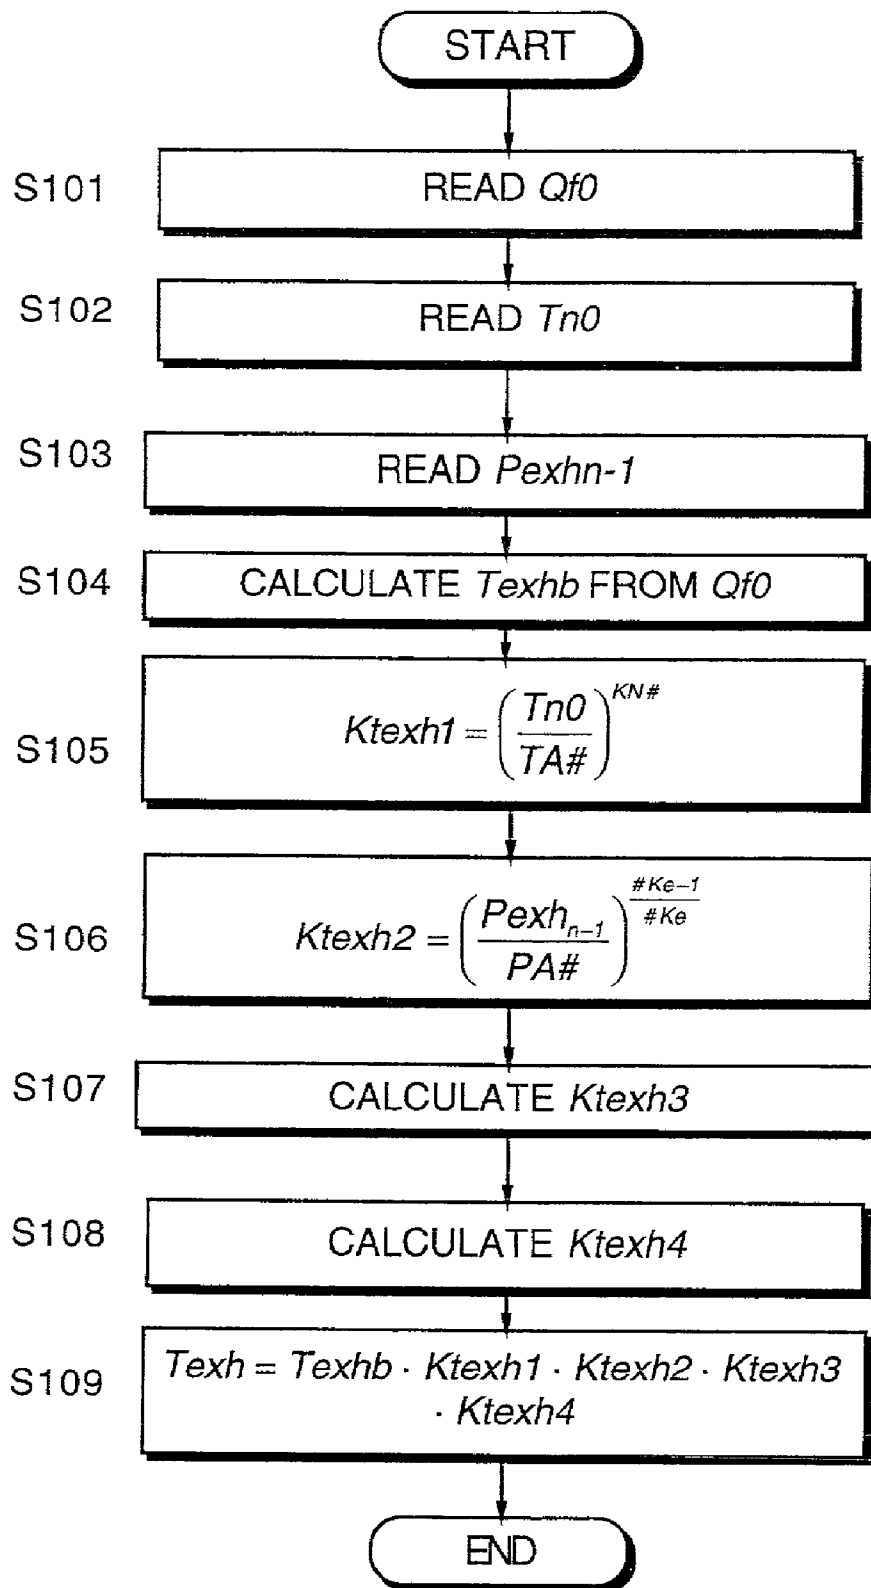 START
S101
READ Qf0
S102
READ Tn0
S103
READ Pexhn-1
S104
CALCULATE Texhb FROM Qf0
S105
Ktexh1 = (Tn0/TA#)^KN#
S106
Ktexh2 = (Pexh_{n-1}/PA#)^{#Ke-1/#Ke}
S107
CALCULATE Ktexh3
S108
CALCULATE Ktexh4
S109
Texh = Texhb · Ktexh1 · Ktexh2 · Ktexh3
· Ktexh4
END